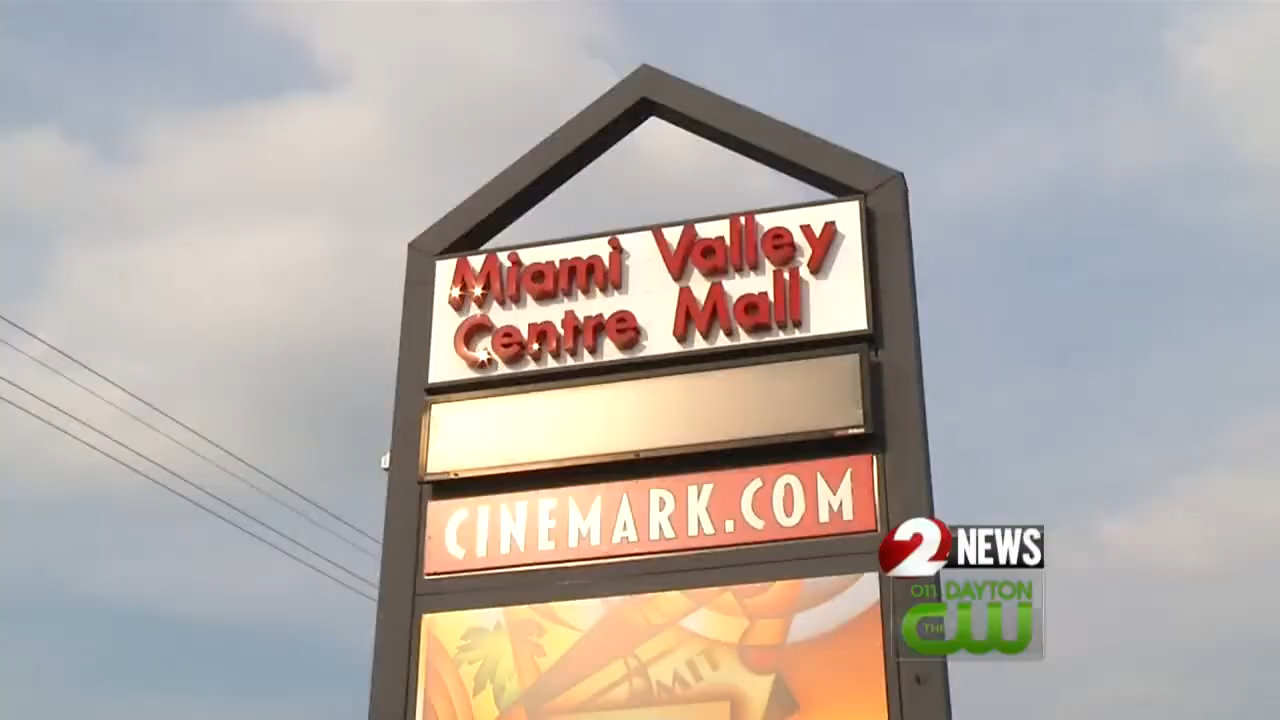 Miami Valley
Centre Mall
CINEMARK.COM
2 NEWS
ON DAYTON
THE CW